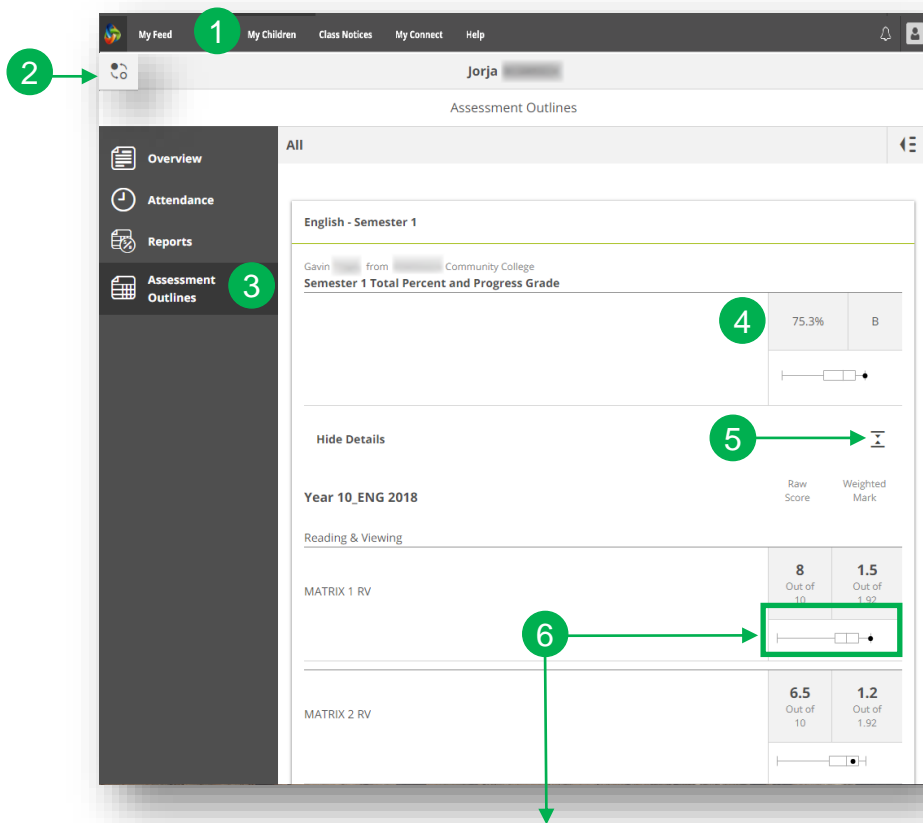 My Feed
1
My Children
Class Notices
My Connect
Help
2
Jorja
Assessment Outlines
All
Overview
Attendance
Reports
Assessment
Outlines
3
English - Semester 1
Gavin from Community College
Semester 1 Total Percent and Progress Grade
4
75.3%
B
Hide Details
5
Year 10_ENG 2018
Raw
Score
Weighted
Mark
Reading & Viewing
MATRIX 1 RV
8
Out of
10
1.5
Out of
1.92
6
MATRIX 2 RV
6.5
Out of
10
1.2
Out of
1.92